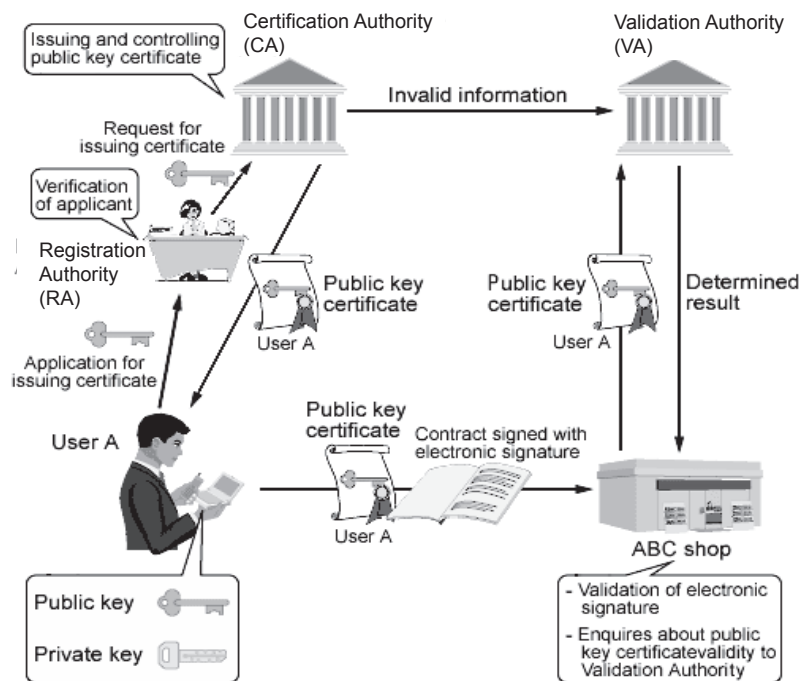 Certification Authority
(CA)
Validation Authority
(VA)
Issuing and controlling
public key certificate
Invalid information
Request for
issuing certificate
Verification
of applicant
Registration
Authority
(RA)
Public key
certificate
User A
Public key
certificate
User A
Determined
result
Application for
issuing certificate
User A
Public key
certificate
User A
Contract signed with
electronic signature
ABC shop
Public key
Private key
- Validation of electronic
signature
- Enquires about public
key certificatevalidity to
Validation Authority